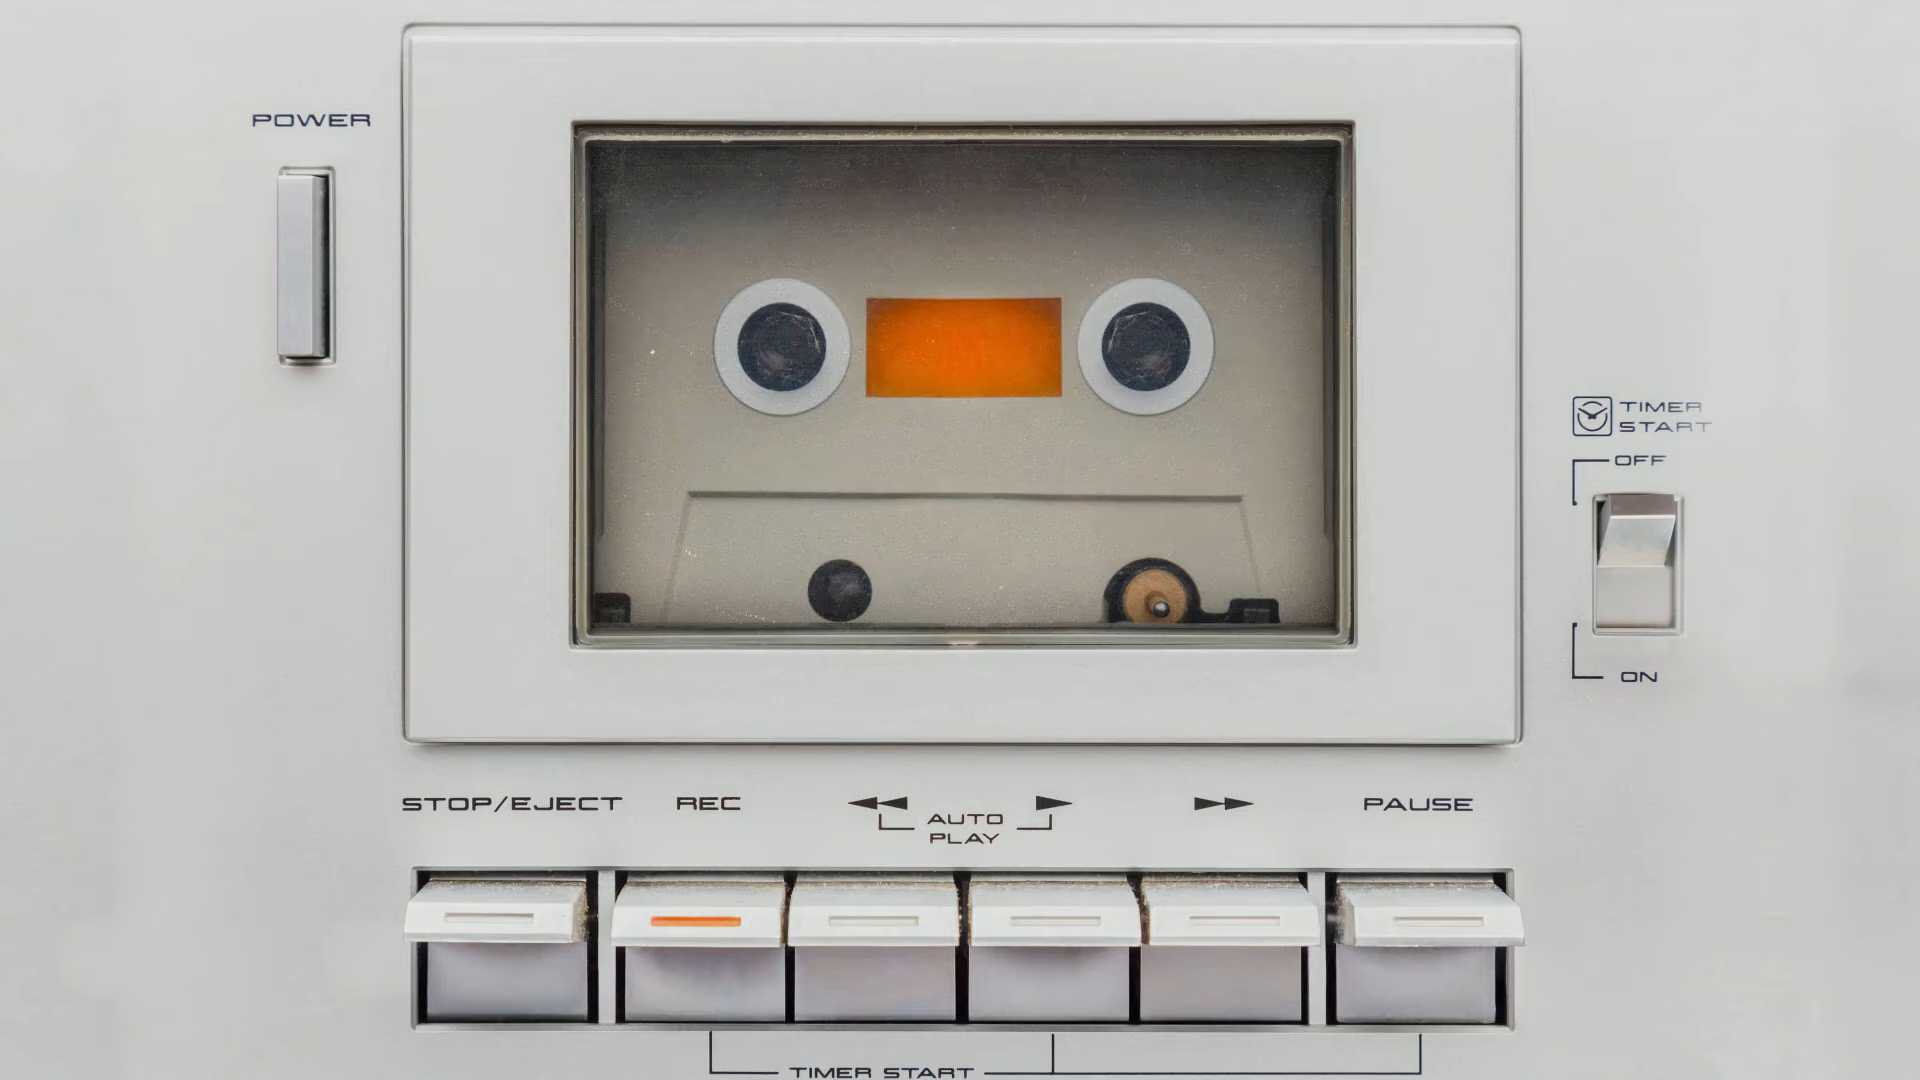 POWER
TIMER
START
OFF
ON
STOP/EJECT
REC
AUTO
PLAY
PAUSE
TIMER START